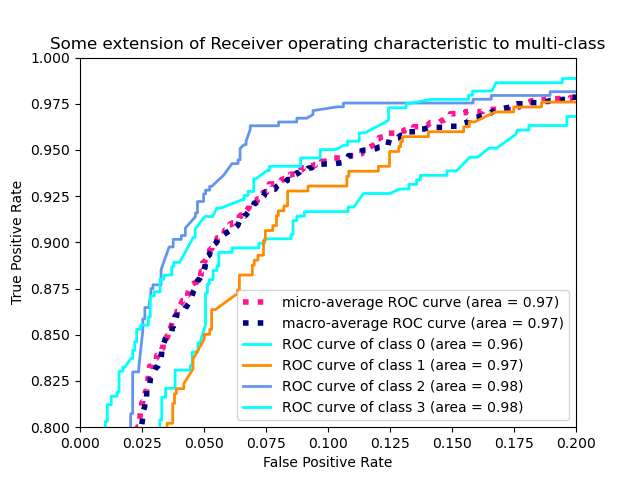 Some extension of Receiver operating characteristic to multi-class
1.000
0.975
0.950
0.925
0.900
0.875
0.850
0.825
0.800
True Positive Rate
micro-average ROC curve (area = 0.97)
macro-average ROC curve (area = 0.97)
ROC curve of class 0 (area = 0.96)
ROC curve of class 1 (area = 0.97)
ROC curve of class 2 (area = 0.98)
ROC curve of class 3 (area = 0.98)
0.000 0.025 0.050 0.075 0.100 0.125 0.150 0.175 0.200
False Positive Rate